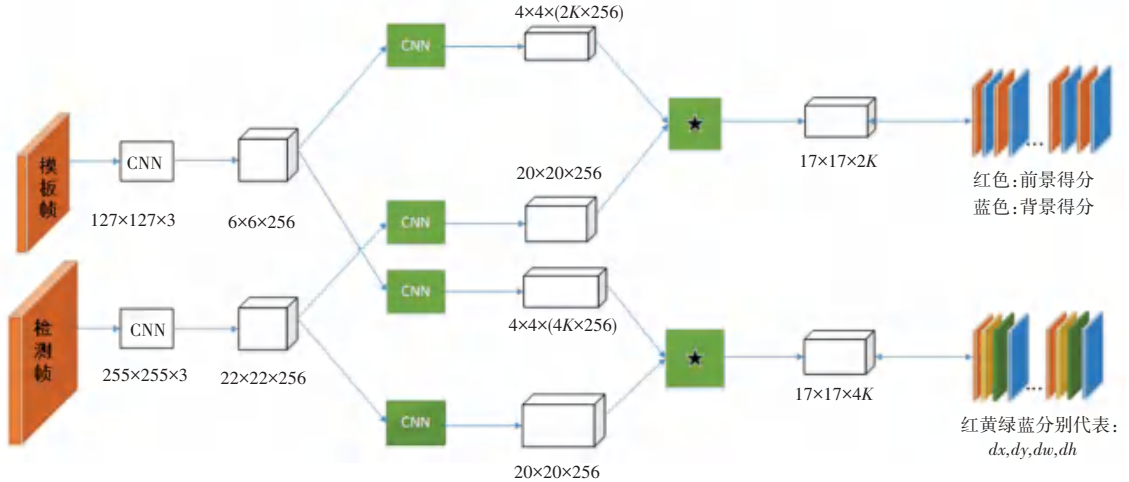 4×4×(2K×256)
CNN
模板帧
CNN
★
20×20×256
17×17×2K
...
127×127×3
6×6×256
红色:前景得分
蓝色:背景得分
CNN
CNN
4×4×(4K×256)
检测帧
CNN
★
255×255×3
22×22×256
17×17×4K
...
CNN
20×20×256
红黄绿蓝分别代表:
dx,dy,dw,dh